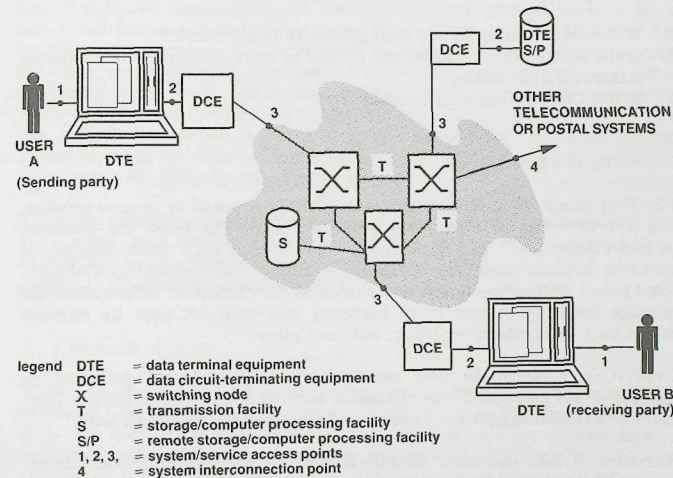 2
DTE
S/P
DCE
1
2
DCE
3
3
OTHER
TELECOMMUNICATION
OR POSTAL SYSTEMS
4
USER
A
DTE
(Sending party)
T
T
T
S
3
DCE
2
1
DTE
USER B
(receiving party)
legend DTE = data terminal equipment
DCE = data circuit-terminating equipment
X = switching node
T = transmission facility
S = storage/computer processing facility
S/P = remote storage/computer processing facility
1, 2, 3, = system/service access points
4 = system interconnection point